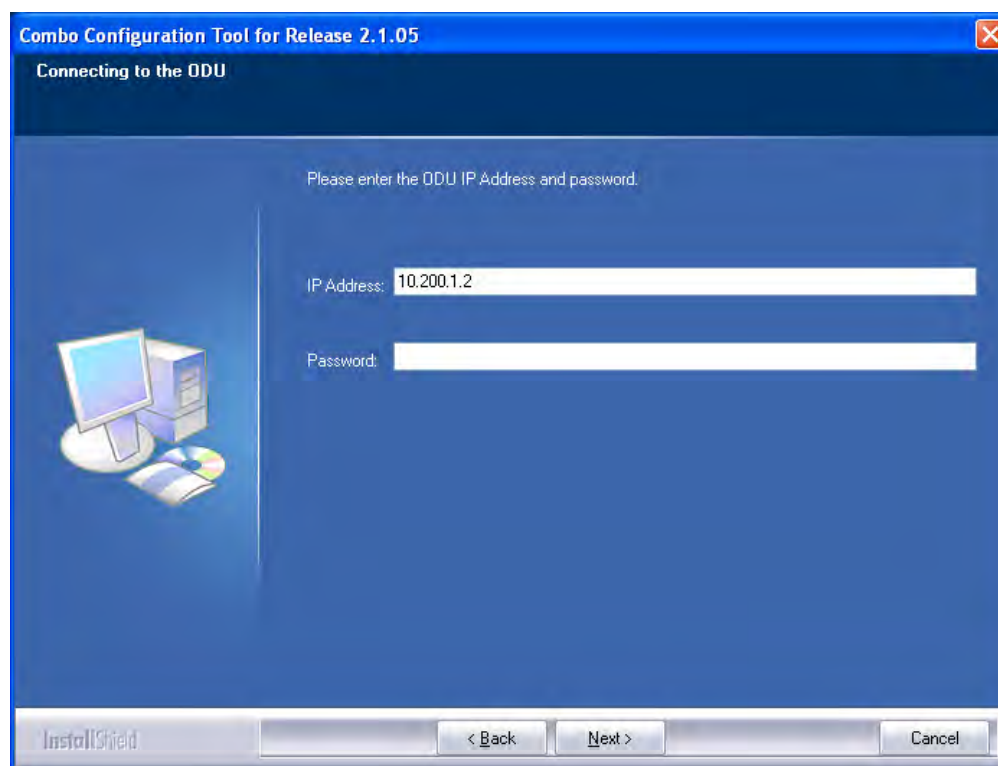 Combo Configuration Tool for Release 2.1.05
Connecting to the ODU
Please enter the ODU IP Address and password.
IP Address: 10.200.1.2
Password:
InstallShield
< Back Next > Cancel